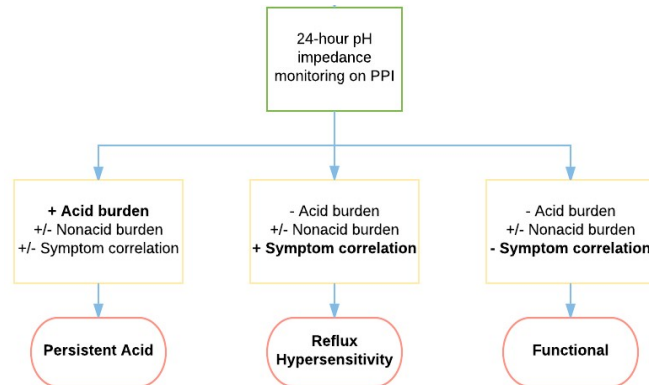 24-hour pH
impedance
monitoring on PPI
+ Acid burden
+/- Nonacid burden
+/- Symptom correlation
- Acid burden
+/- Nonacid burden
+ Symptom correlation
- Acid burden
+/- Nonacid burden
- Symptom correlation
Persistent Acid
Reflux
Hypersensitivity
Functional